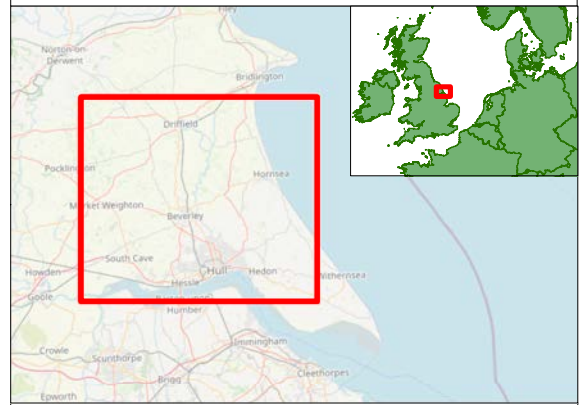 Filey
Norton-on-
Derwent
Bridlington
Driffield
Pocklington
Hornsea
Market Weighton
Beverley
South Cave
Howden
Hull
Hedon
Withernsea
Hessle
Goole
Humber
Immingham
Crowle
Scunthorpe
Cleethorpes
Brigg
Epworth